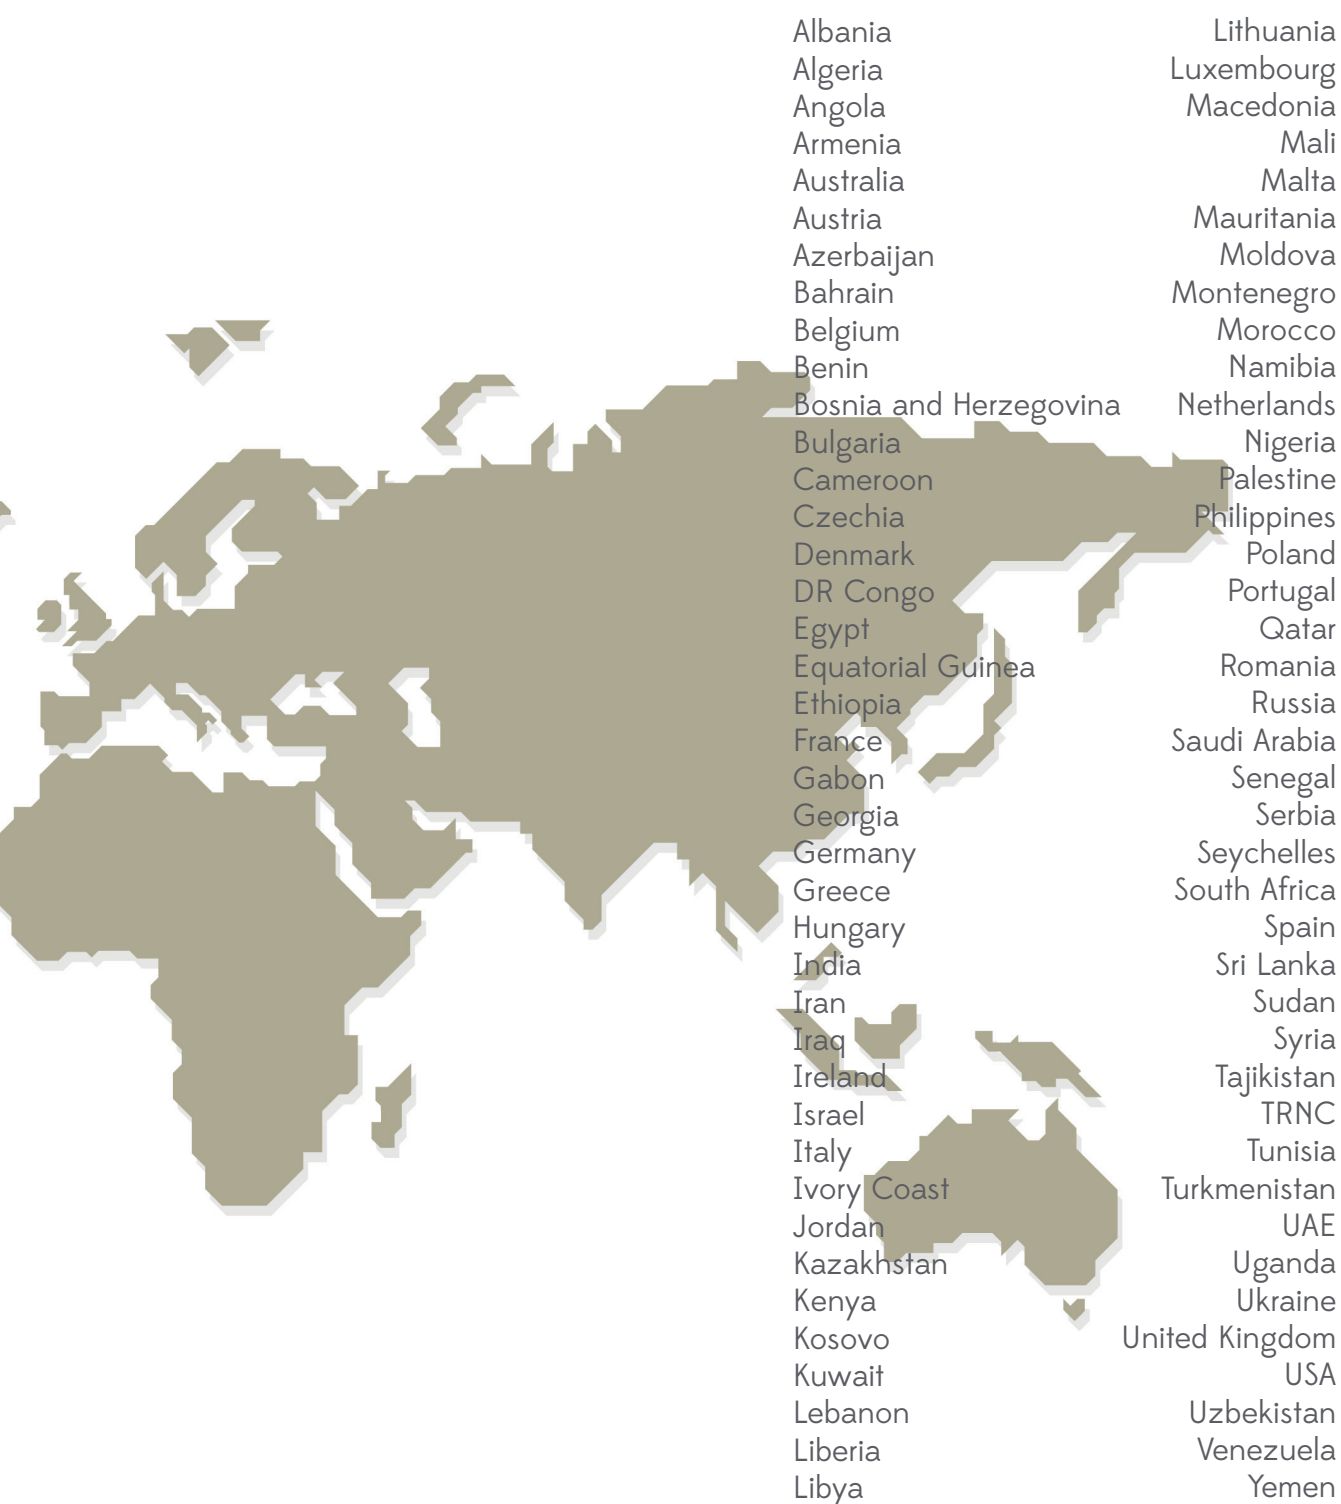 Albania
Algeria
Angola
Armenia
Australia
Austria
Azerbaijan
Bahrain
Belgium
Benin
Bosnia and Herzegovina
Bulgaria
Cameroon
Czechia
Denmark
DR Congo
Egypt
Equatorial Guinea
Ethiopia
France
Gabon
Georgia
Germany
Greece
Hungary
India
Iran
Iraq
Ireland
Israel
Italy
Ivory Coast
Jordan
Kazakhstan
Kenya
Kosovo
Kuwait
Lebanon
Liberia
Libya
Lithuania
Luxembourg
Macedonia
Mali
Malta
Mauritania
Moldova
Montenegro
Morocco
Namibia
Netherlands
Nigeria
Palestine
Philippines
Poland
Portugal
Qatar
Romania
Russia
Saudi Arabia
Senegal
Serbia
Seychelles
South Africa
Spain
Sri Lanka
Sudan
Syria
Tajikistan
TRNC
Tunisia
Turkmenistan
UAE
Uganda
Ukraine
United Kingdom
USA
Uzbekistan
Venezuela
Yemen